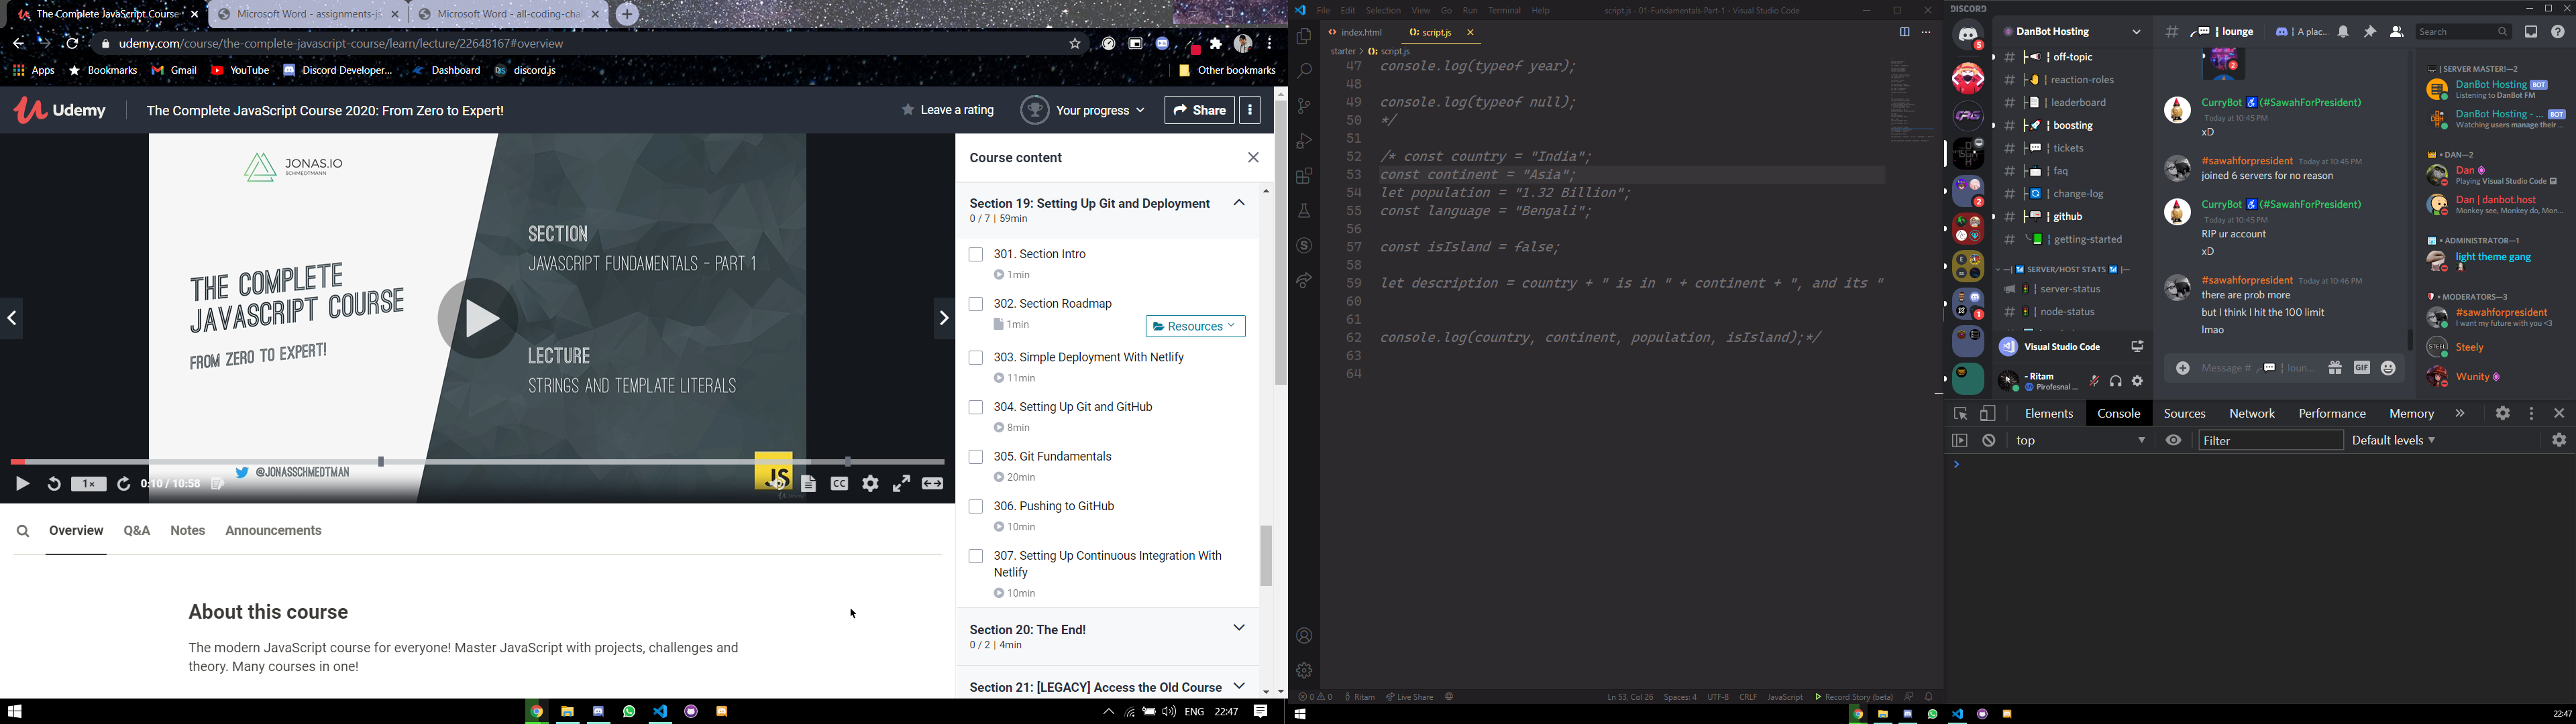 The Complete JavaScript Course
Microsoft Word - assignments-js
Microsoft Word - all-coding-chal
udemy.com/course/the-complete-javascript-course/learn/lecture/22648167#overview
Apps
Bookmarks
Gmail
YouTube
Discord Developer...
Dashboard
discord.js
Other bookmarks
Udemy
The Complete JavaScript Course 2020: From Zero to Expert!
Leave a rating
Your progress
Share
JONAS.IO
SCHMEDTMANN
THE COMPLETE
JAVASCRIPT COURSE
FROM ZERO TO EXPERT!
SECTION
JAVASCRIPT FUNDAMENTALS – PART 1
LECTURE
STRINGS AND TEMPLATE LITERALS
@JONASSCHMEDTMAN
JS
1×
0:10 / 10:58
CC
Course content
Section 19: Setting Up Git and Deployment
0 / 7 | 59min
301. Section Intro
1min
302. Section Roadmap
1min
Resources
303. Simple Deployment With Netlify
11min
304. Setting Up Git and GitHub
8min
305. Git Fundamentals
20min
306. Pushing to GitHub
10min
307. Setting Up Continuous Integration With
Netlify
10min
Section 20: The End!
0 / 2 | 4min
Section 21: [LEGACY] Access the Old Course
Overview
Q&A
Notes
Announcements
About this course
The modern JavaScript course for everyone! Master JavaScript with projects, challenges and
theory. Many courses in one!
ENG
22:47
File Edit Selection View Go Run Terminal Help
script.js - 01-Fundamentals-Part-1 - Visual Studio Code
index.html
script.js
starter > script.js
47 console.log(typeof year);
48
49 console.log(typeof null);
50 */
51
52 /* const country = "India";
53 const continent = "Asia";
54 let population = "1.32 Billion";
55 const language = "Bengali";
56
57 const isIsland = false;
58
59 let description = country + " is in " + continent + ", and its "
60
61
62 console.log(country, continent, population, isIsland);*/
63
64
0 0
Ritam
Live Share
Ln 53, Col 26
Spaces: 4
UTF-8
CRLF
JavaScript
Record Story (beta)
DISCORD
DanBot Hosting
off-topic
reaction-roles
leaderboard
boosting
tickets
faq
change-log
github
getting-started
SERVER/HOST STATS
server-status
node-status
Visual Studio Code
- Ritam
Pirofesnal ...
lounge
A plac...
Search
CurryBot (#SawahForPresident)
Today at 10:45 PM
xD
#sawahforpresident Today at 10:45 PM
joined 6 servers for no reason
CurryBot (#SawahForPresident)
Today at 10:45 PM
RIP ur account
xD
#sawahforpresident Today at 10:46 PM
there are prob more
but I think I hit the 100 limit
lmao
Message # | loun...
GIF
| SERVER MASTER!—2
DanBot Hosting BOT
Listening to DanBot FM
DanBot Hosting - ... BOT
Watching users manage their ...
• DAN—2
Dan
Playing Visual Studio Code
Dan | danbot.host
Monkey see, Monkey do, Mon...
• ADMINISTRATOR—1
light theme gang
• MODERATORS—3
#sawahforpresident
I want my future with you <3
Steely
Wunity
Elements
Console
Sources
Network
Performance
Memory
top
Filter
Default levels
22:47